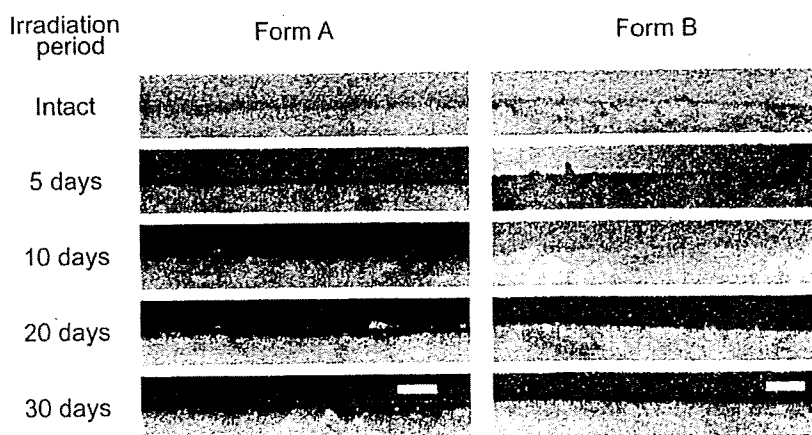 Irradiation
period
Form A
Form B
Intact
5 days
10 days
20 days
30 days